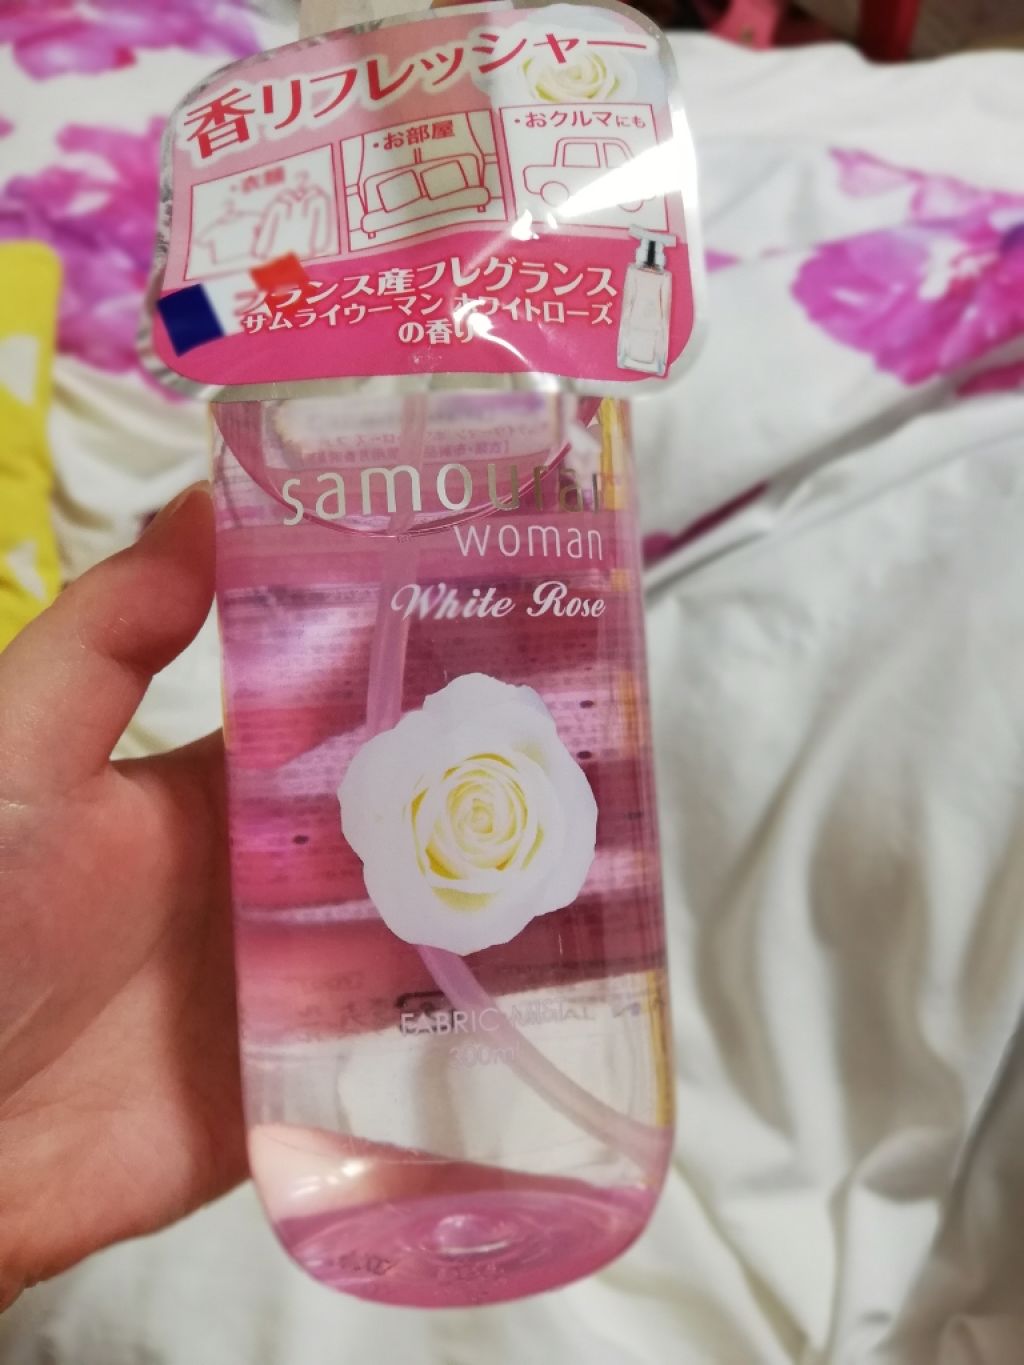 香リフレッシャー
・衣類
・お部屋
・おクルマにも
フランス産フレグランス
サムライウーマン ホワイトローズ
の香り
samourai
woman
White Rose
FABRIC MIST
300ml